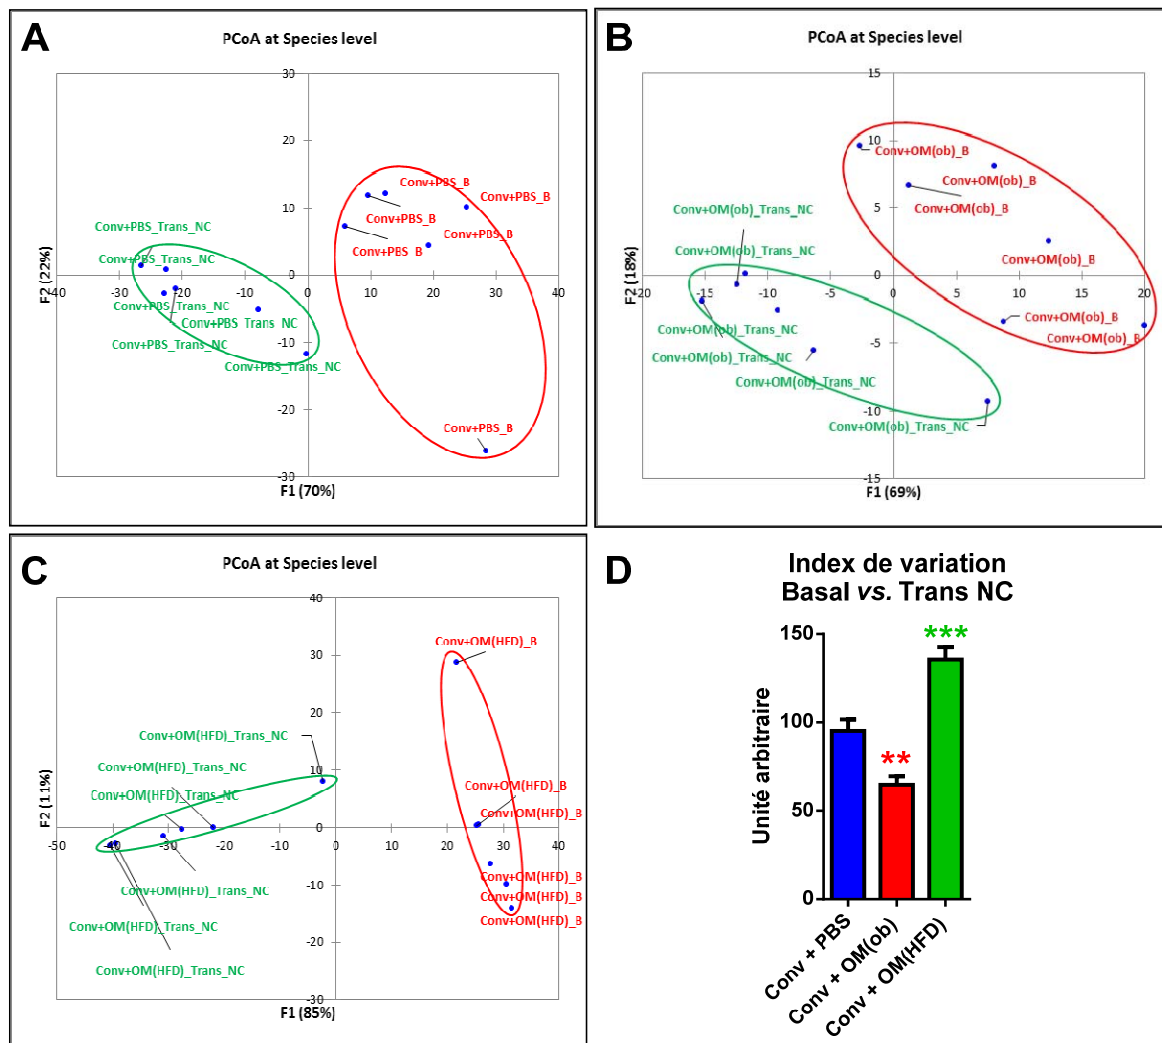 A
PCoA at Species level
30
20
10
0
-10
-20
-30
-40
-30
-20
-10
0
10
20
30
40
F2 (22%)
F1 (70%)
Conv+PBS_B
Conv+PBS_B
Conv+PBS_B
Conv+PBS_B
Conv+PBS_B
Conv+PBS_B
Conv+PBS_Trans_NC
Conv+PBS_Trans_NC
Conv+PBS_Trans_NC
Conv+PBS_Trans_NC
Conv+PBS_Trans_NC
Conv+PBS_Trans_NC
B
PCoA at Species level
15
10
5
0
-5
-10
-15
-20
-15
-10
-5
0
5
10
15
20
F2 (18%)
F1 (69%)
Conv+OM(ob)_B
Conv+OM(ob)_B
Conv+OM(ob)_B
Conv+OM(ob)_B
Conv+OM(ob)_B
Conv+OM(ob)_B
Conv+OM(ob)_Trans_NC
Conv+OM(ob)_Trans_NC
Conv+OM(ob)_Trans_NC
Conv+OM(ob)_Trans_NC
Conv+OM(ob)_Trans_NC
Conv+OM(ob)_Trans_NC
C
PCoA at Species level
40
30
20
10
0
-10
-20
-30
-50
-40
-30
-20
-10
0
10
20
30
40
F2 (11%)
F1 (85%)
Conv+OM(HFD)_B
Conv+OM(HFD)_B
Conv+OM(HFD)_B
Conv+OM(HFD)_B
Conv+OM(HFD)_B
Conv+OM(HFD)_B
Conv+OM(HFD)_Trans_NC
Conv+OM(HFD)_Trans_NC
Conv+OM(HFD)_Trans_NC
Conv+OM(HFD)_Trans_NC
Conv+OM(HFD)_Trans_NC
Conv+OM(HFD)_Trans_NC
D
Index de variation
Basal vs. Trans NC
Unité arbitraire
150
100
50
0
**
***
Conv + PBS
Conv + OM(ob)
Conv + OM(HFD)